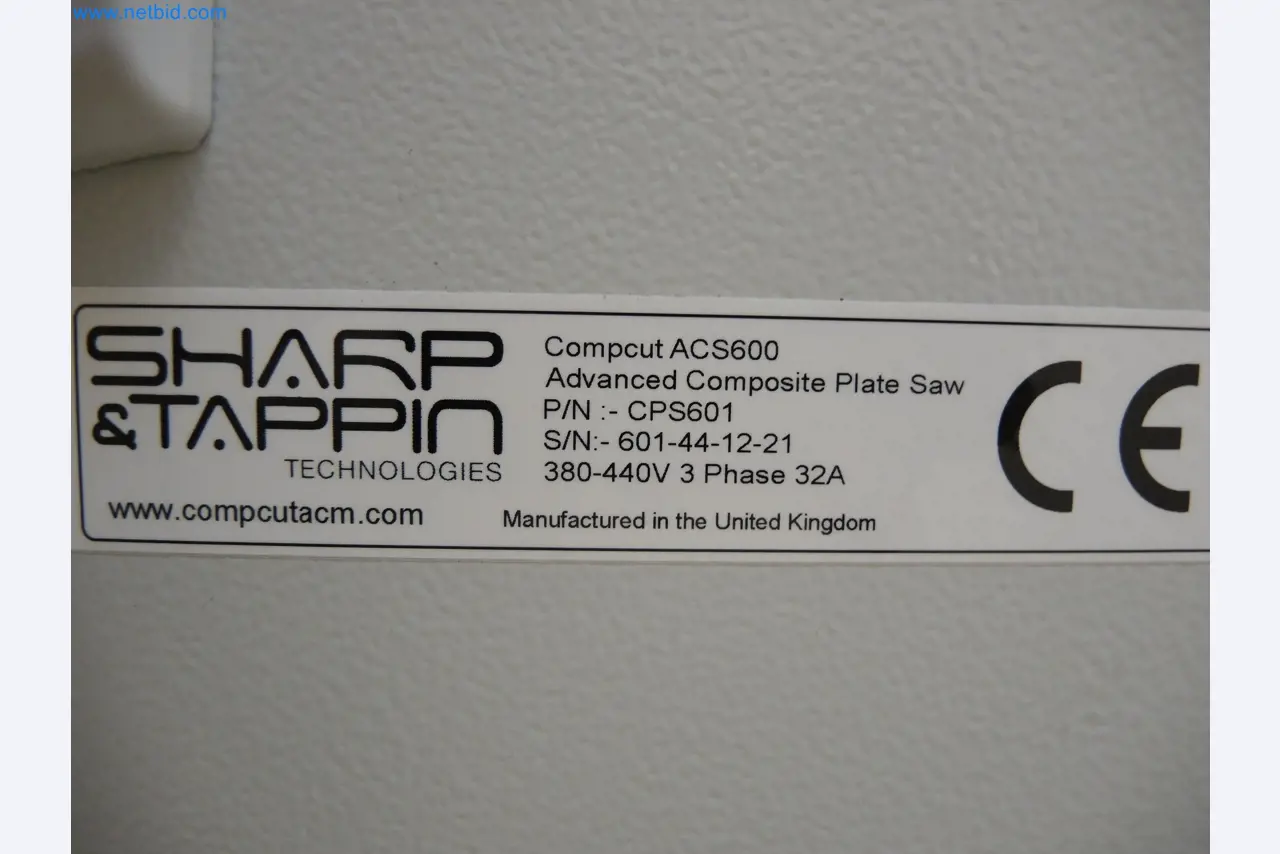 www.netbid.com
SHARP
&TAPPIN
TECHNOLOGIES
www.compcutacm.com
Compcut ACS600
Advanced Composite Plate Saw
P/N :- CPS601
S/N:- 601-44-12-21
380-440V 3 Phase 32A
Manufactured in the United Kingdom
CE